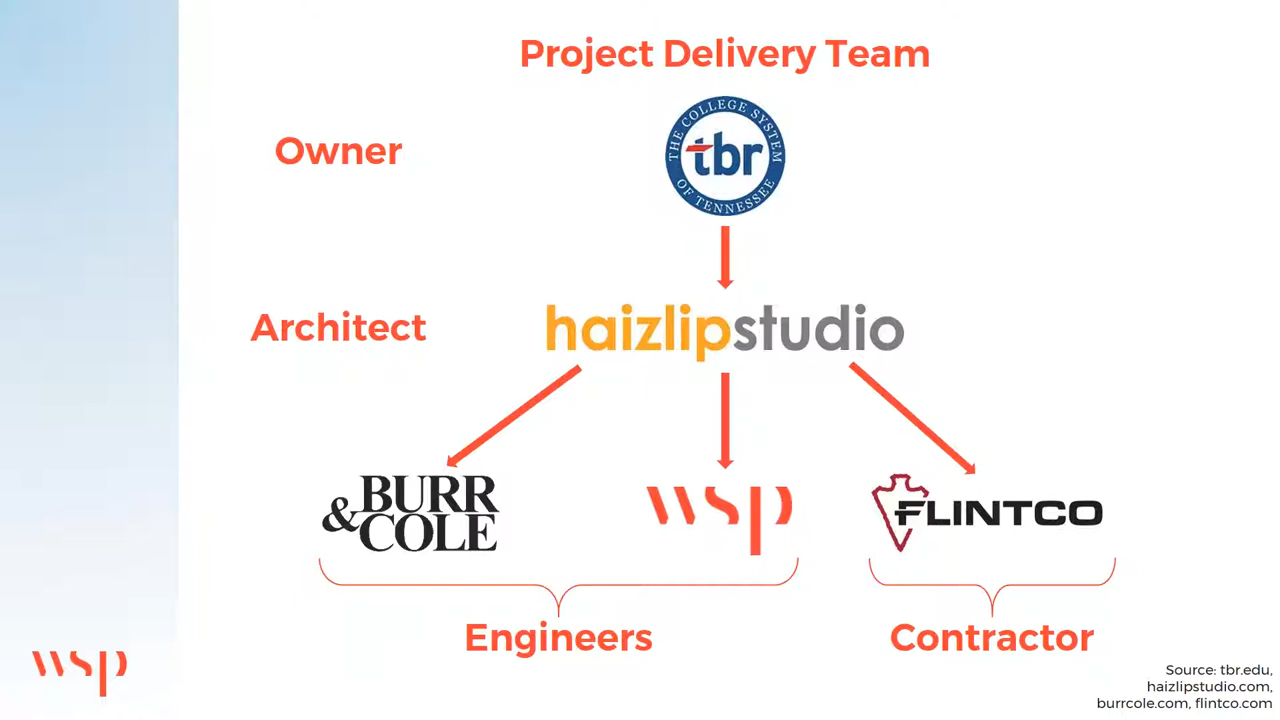 Project Delivery Team
THE COLLEGE SYSTEM
tbr
OF TENNESSEE
Owner
Architect
haizlipstudio
BURR
&COLE
wsp
FLINTCO
Engineers
Contractor
wsp
Source: tbr.edu,
haizlipstudio.com,
burrcole.com, flintco.com